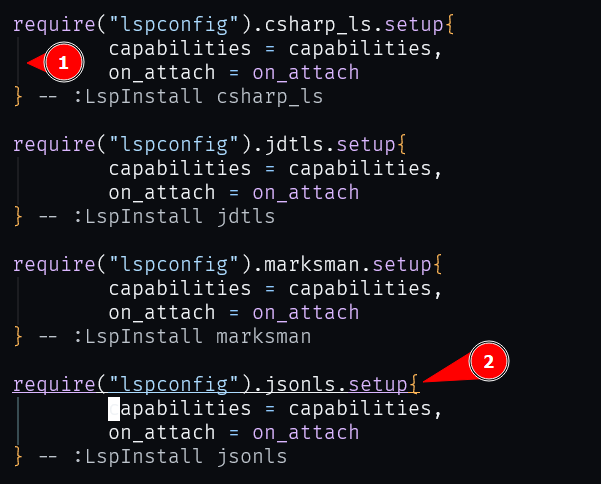 require("lspconfig").csharp_ls.setup{
        capabilities = capabilities,
        on_attach = on_attach
} -- :LspInstall csharp_ls
1
require("lspconfig").jdtls.setup{
        capabilities = capabilities,
        on_attach = on_attach
} -- :LspInstall jdtls
require("lspconfig").marksman.setup{
        capabilities = capabilities,
        on_attach = on_attach
} -- :LspInstall marksman
2
require("lspconfig").jsonls.setup{
        capabilities = capabilities,
        on_attach = on_attach
} -- :LspInstall jsonls